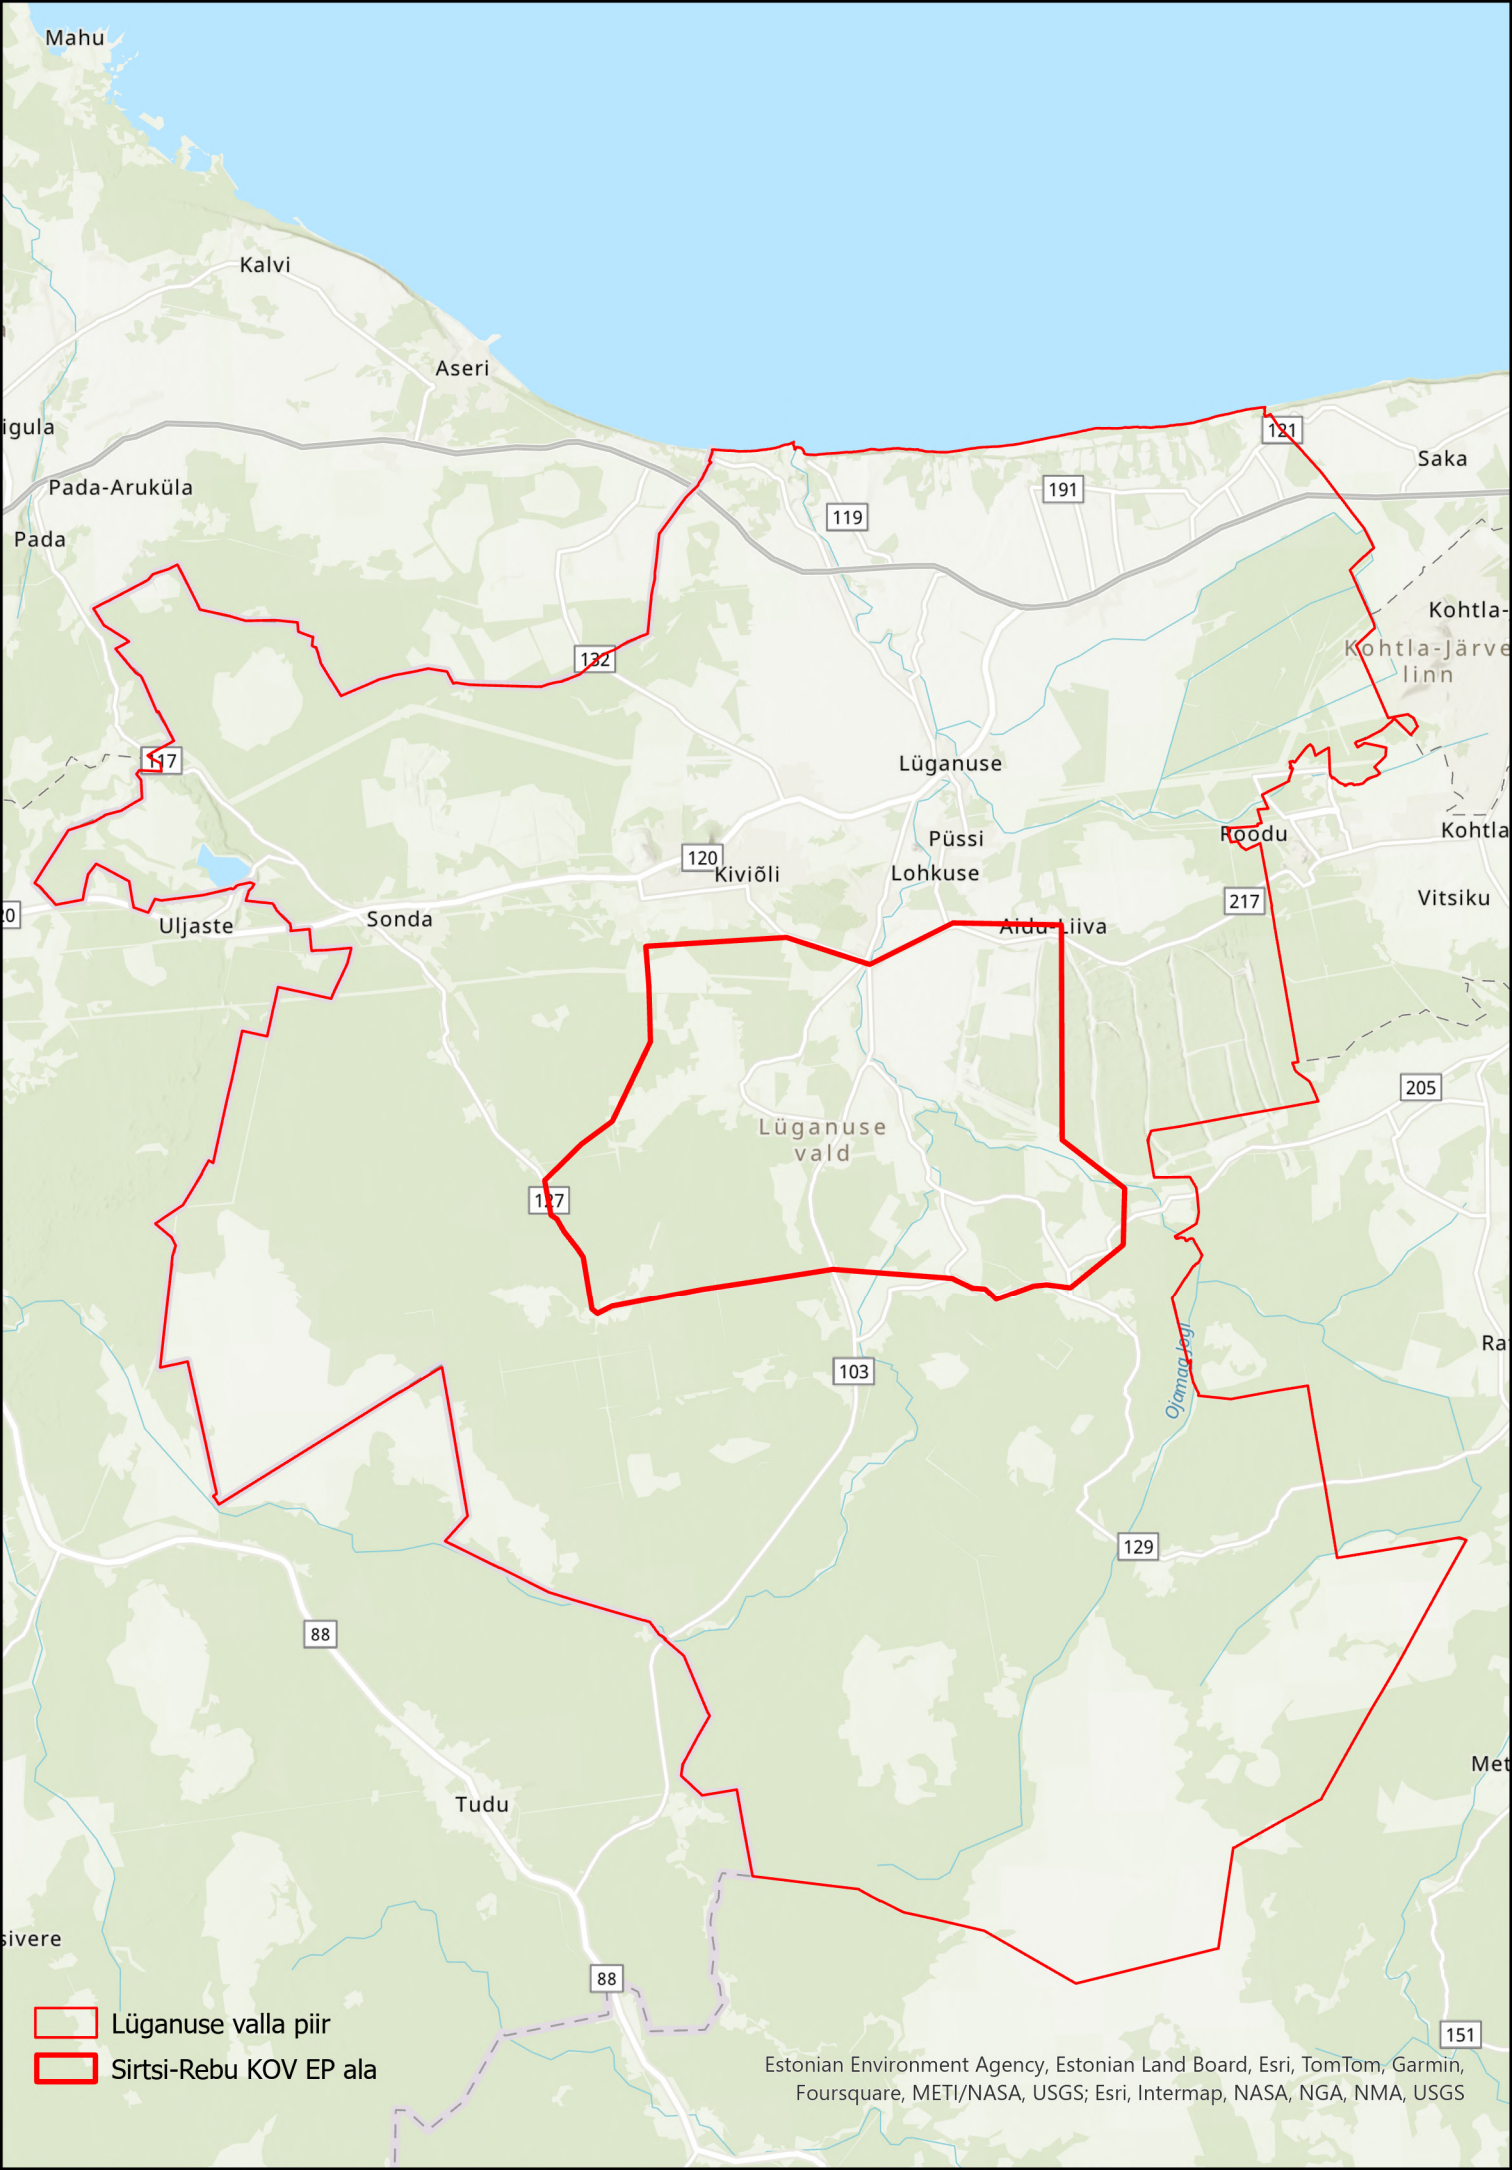 Mahu
Kalvi
Aseri
igula
121
Saka
Pada-Aruküla
191
119
Pada
Kohtla-
132
Kohtla-Järve
linn
117
Lüganuse
Püssi
Roodu
Kohtla
120
Kiviõli
Lohkuse
217
Vitsiku
20
Uljaste
Sonda
Aidu-Liiva
205
Lüganuse
vald
127
Ra
103
Ojamaa jõgi
129
88
Met
Tudu
sivere
88
Lüganuse valla piir
151
Sirtsi-Rebu KOV EP ala
Estonian Environment Agency, Estonian Land Board, Esri, TomTom, Garmin,
Foursquare, METI/NASA, USGS; Esri, Intermap, NASA, NGA, NMA, USGS